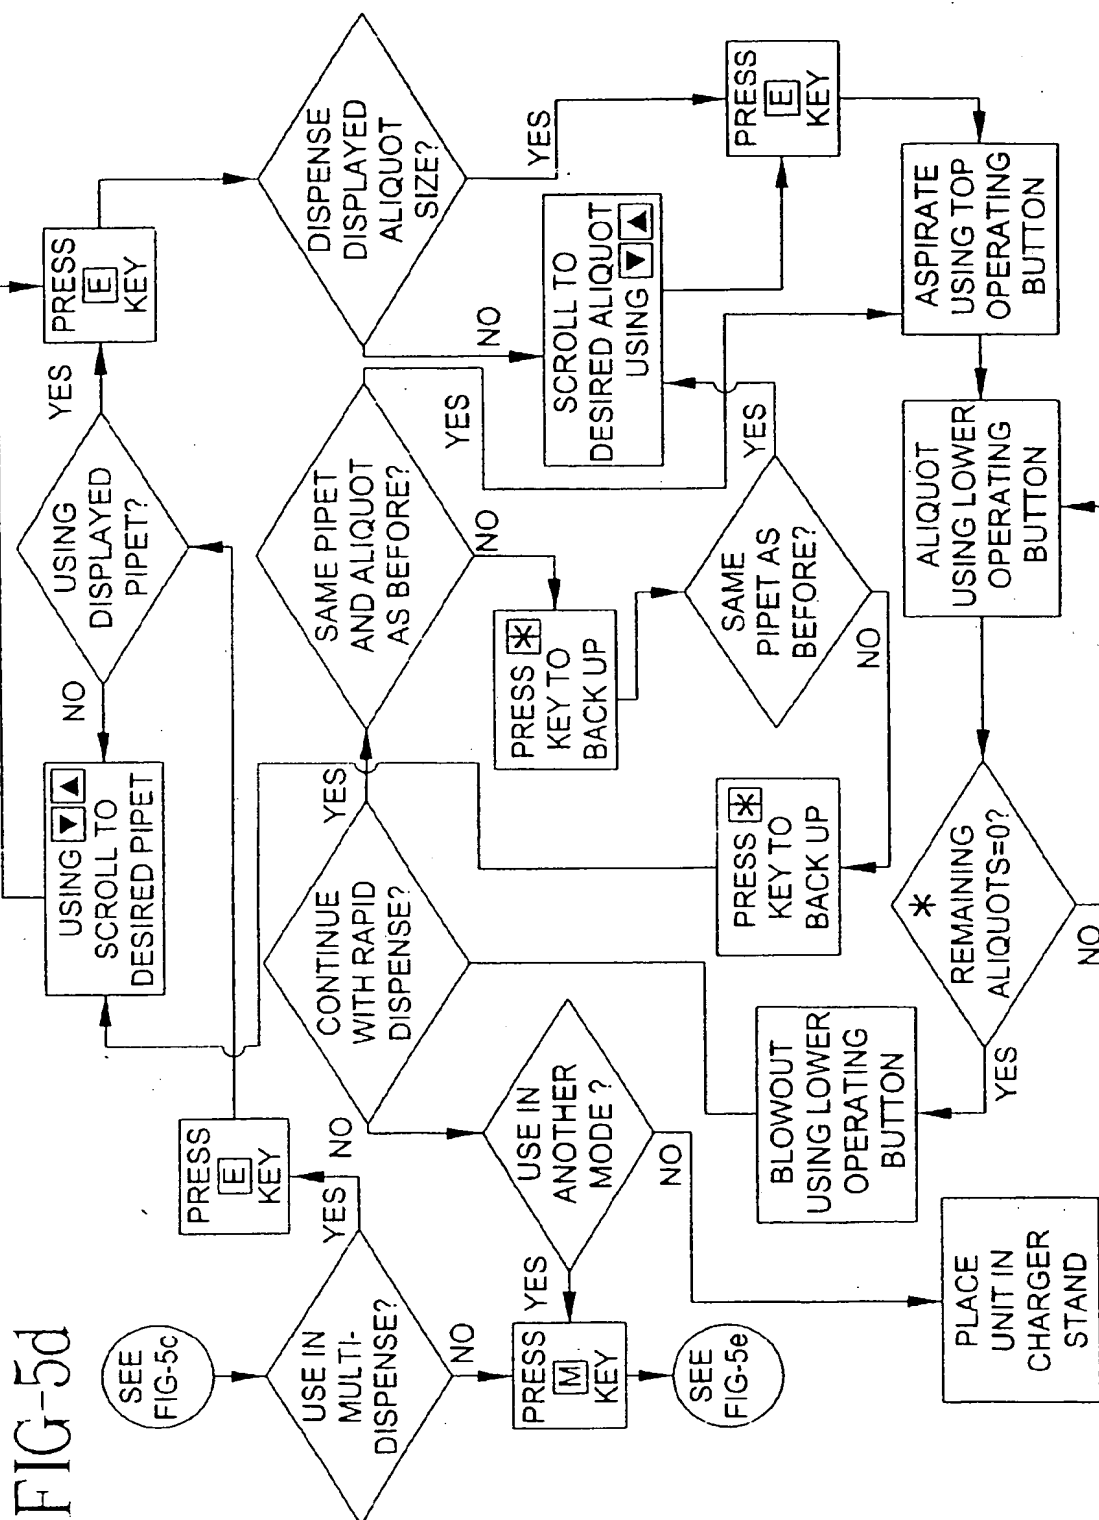 FIG-5d
SEE
FIG-5c
USE IN
MULTI-
DISPENSE?
YES
NO
PRESS
E
KEY
PRESS
M
KEY
SEE
FIG-5e
USING
DISPLAYED
PIPET?
NO
YES
USING ▼ ▲
SCROLL TO
DESIRED PIPET
PRESS
E
KEY
DISPENSE
DISPLAYED
ALIQUOT
SIZE?
NO
YES
SCROLL TO
DESIRED ALIQUOT
USING ▼ ▲
PRESS
E
KEY
ASPIRATE
USING TOP
OPERATING
BUTTON
ALIQUOT
USING LOWER
OPERATING
BUTTON
*
REMAINING
ALIQUOTS=0?
YES
NO
BLOWOUT
USING LOWER
OPERATING
BUTTON
CONTINUE
WITH RAPID
DISPENSE?
YES
NO
SAME PIPET
AND ALIQUOT
AS BEFORE?
YES
NO
PRESS *
KEY TO
BACK UP
SAME
PIPET AS
BEFORE?
YES
NO
PRESS *
KEY TO
BACK UP
USE IN
ANOTHER
MODE ?
YES
NO
PLACE
UNIT IN
CHARGER
STAND